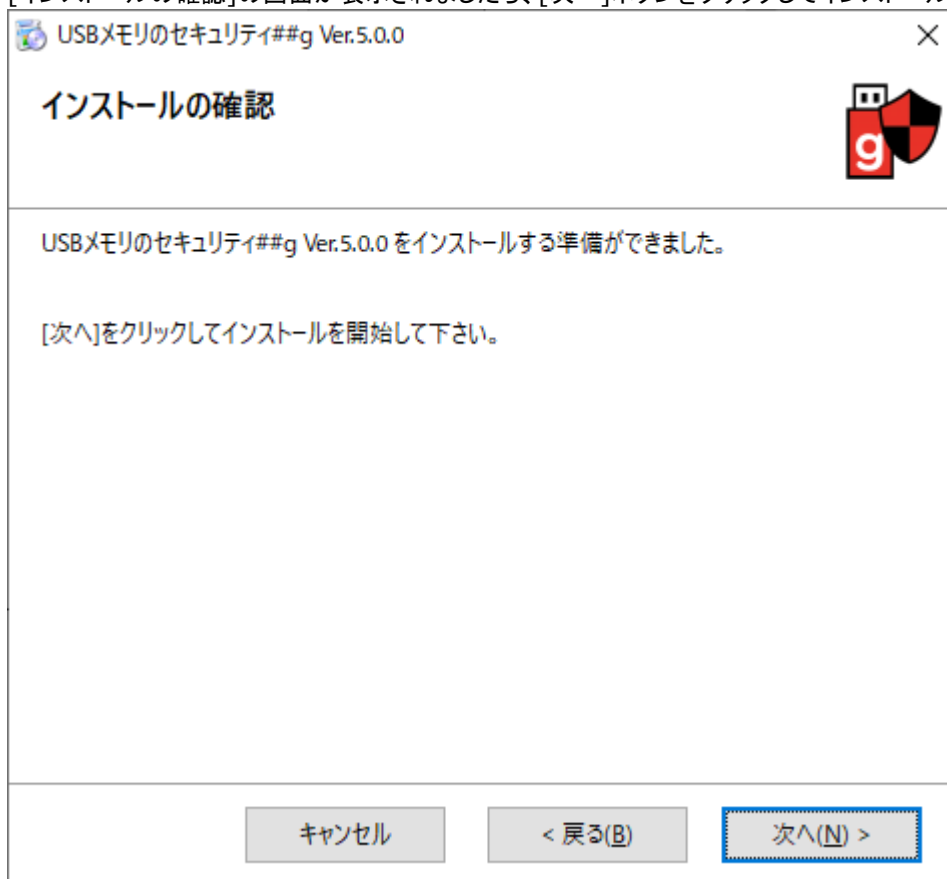 USBメモリのセキュリティ##g Ver.5.0.0
インストールの確認
g
USBメモリのセキュリティ##g Ver.5.0.0 をインストールする準備ができました。
[次へ]をクリックしてインストールを開始して下さい。
キャンセル
< 戻る(B)
次へ(N) >